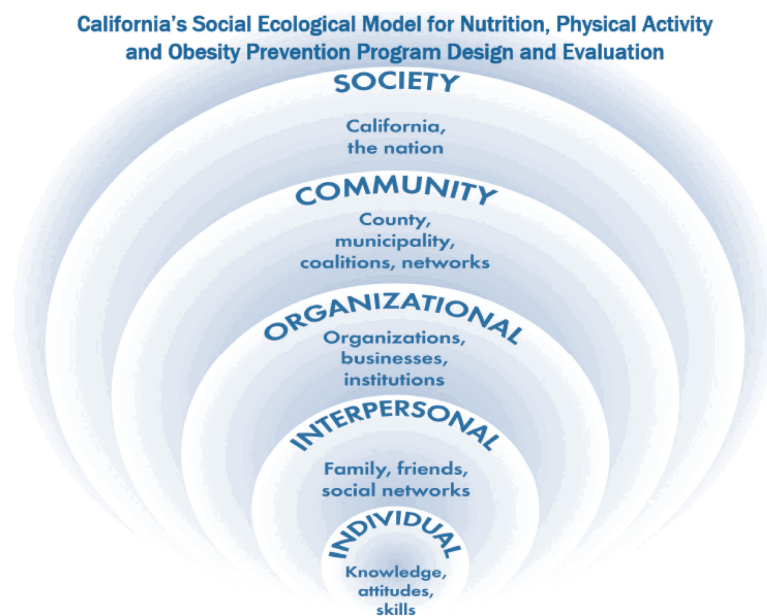 California's Social Ecological Model for Nutrition, Physical Activity
and Obesity Prevention Program Design and Evaluation
SOCIETY
California,
the nation
COMMUNITY
County,
municipality,
coalitions, networks
ORGANIZATIONAL
Organizations,
businesses,
institutions
INTERPERSONAL
Family, friends,
social networks
INDIVIDUAL
Knowledge,
attitudes,
skills